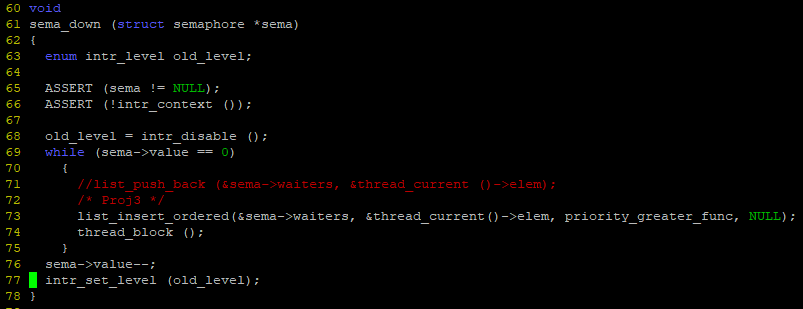 60 void
61 sema_down (struct semaphore *sema)
62 {
63   enum intr_level old_level;
64
65   ASSERT (sema != NULL);
66   ASSERT (!intr_context ());
67
68   old_level = intr_disable ();
69   while (sema->value == 0)
70     {
71       //list_push_back (&sema->waiters, &thread_current ()->elem);
72       /* Proj3 */
73       list_insert_ordered(&sema->waiters, &thread_current()->elem, priority_greater_func, NULL);
74       thread_block ();
75     }
76   sema->value--;
77   intr_set_level (old_level);
78 }